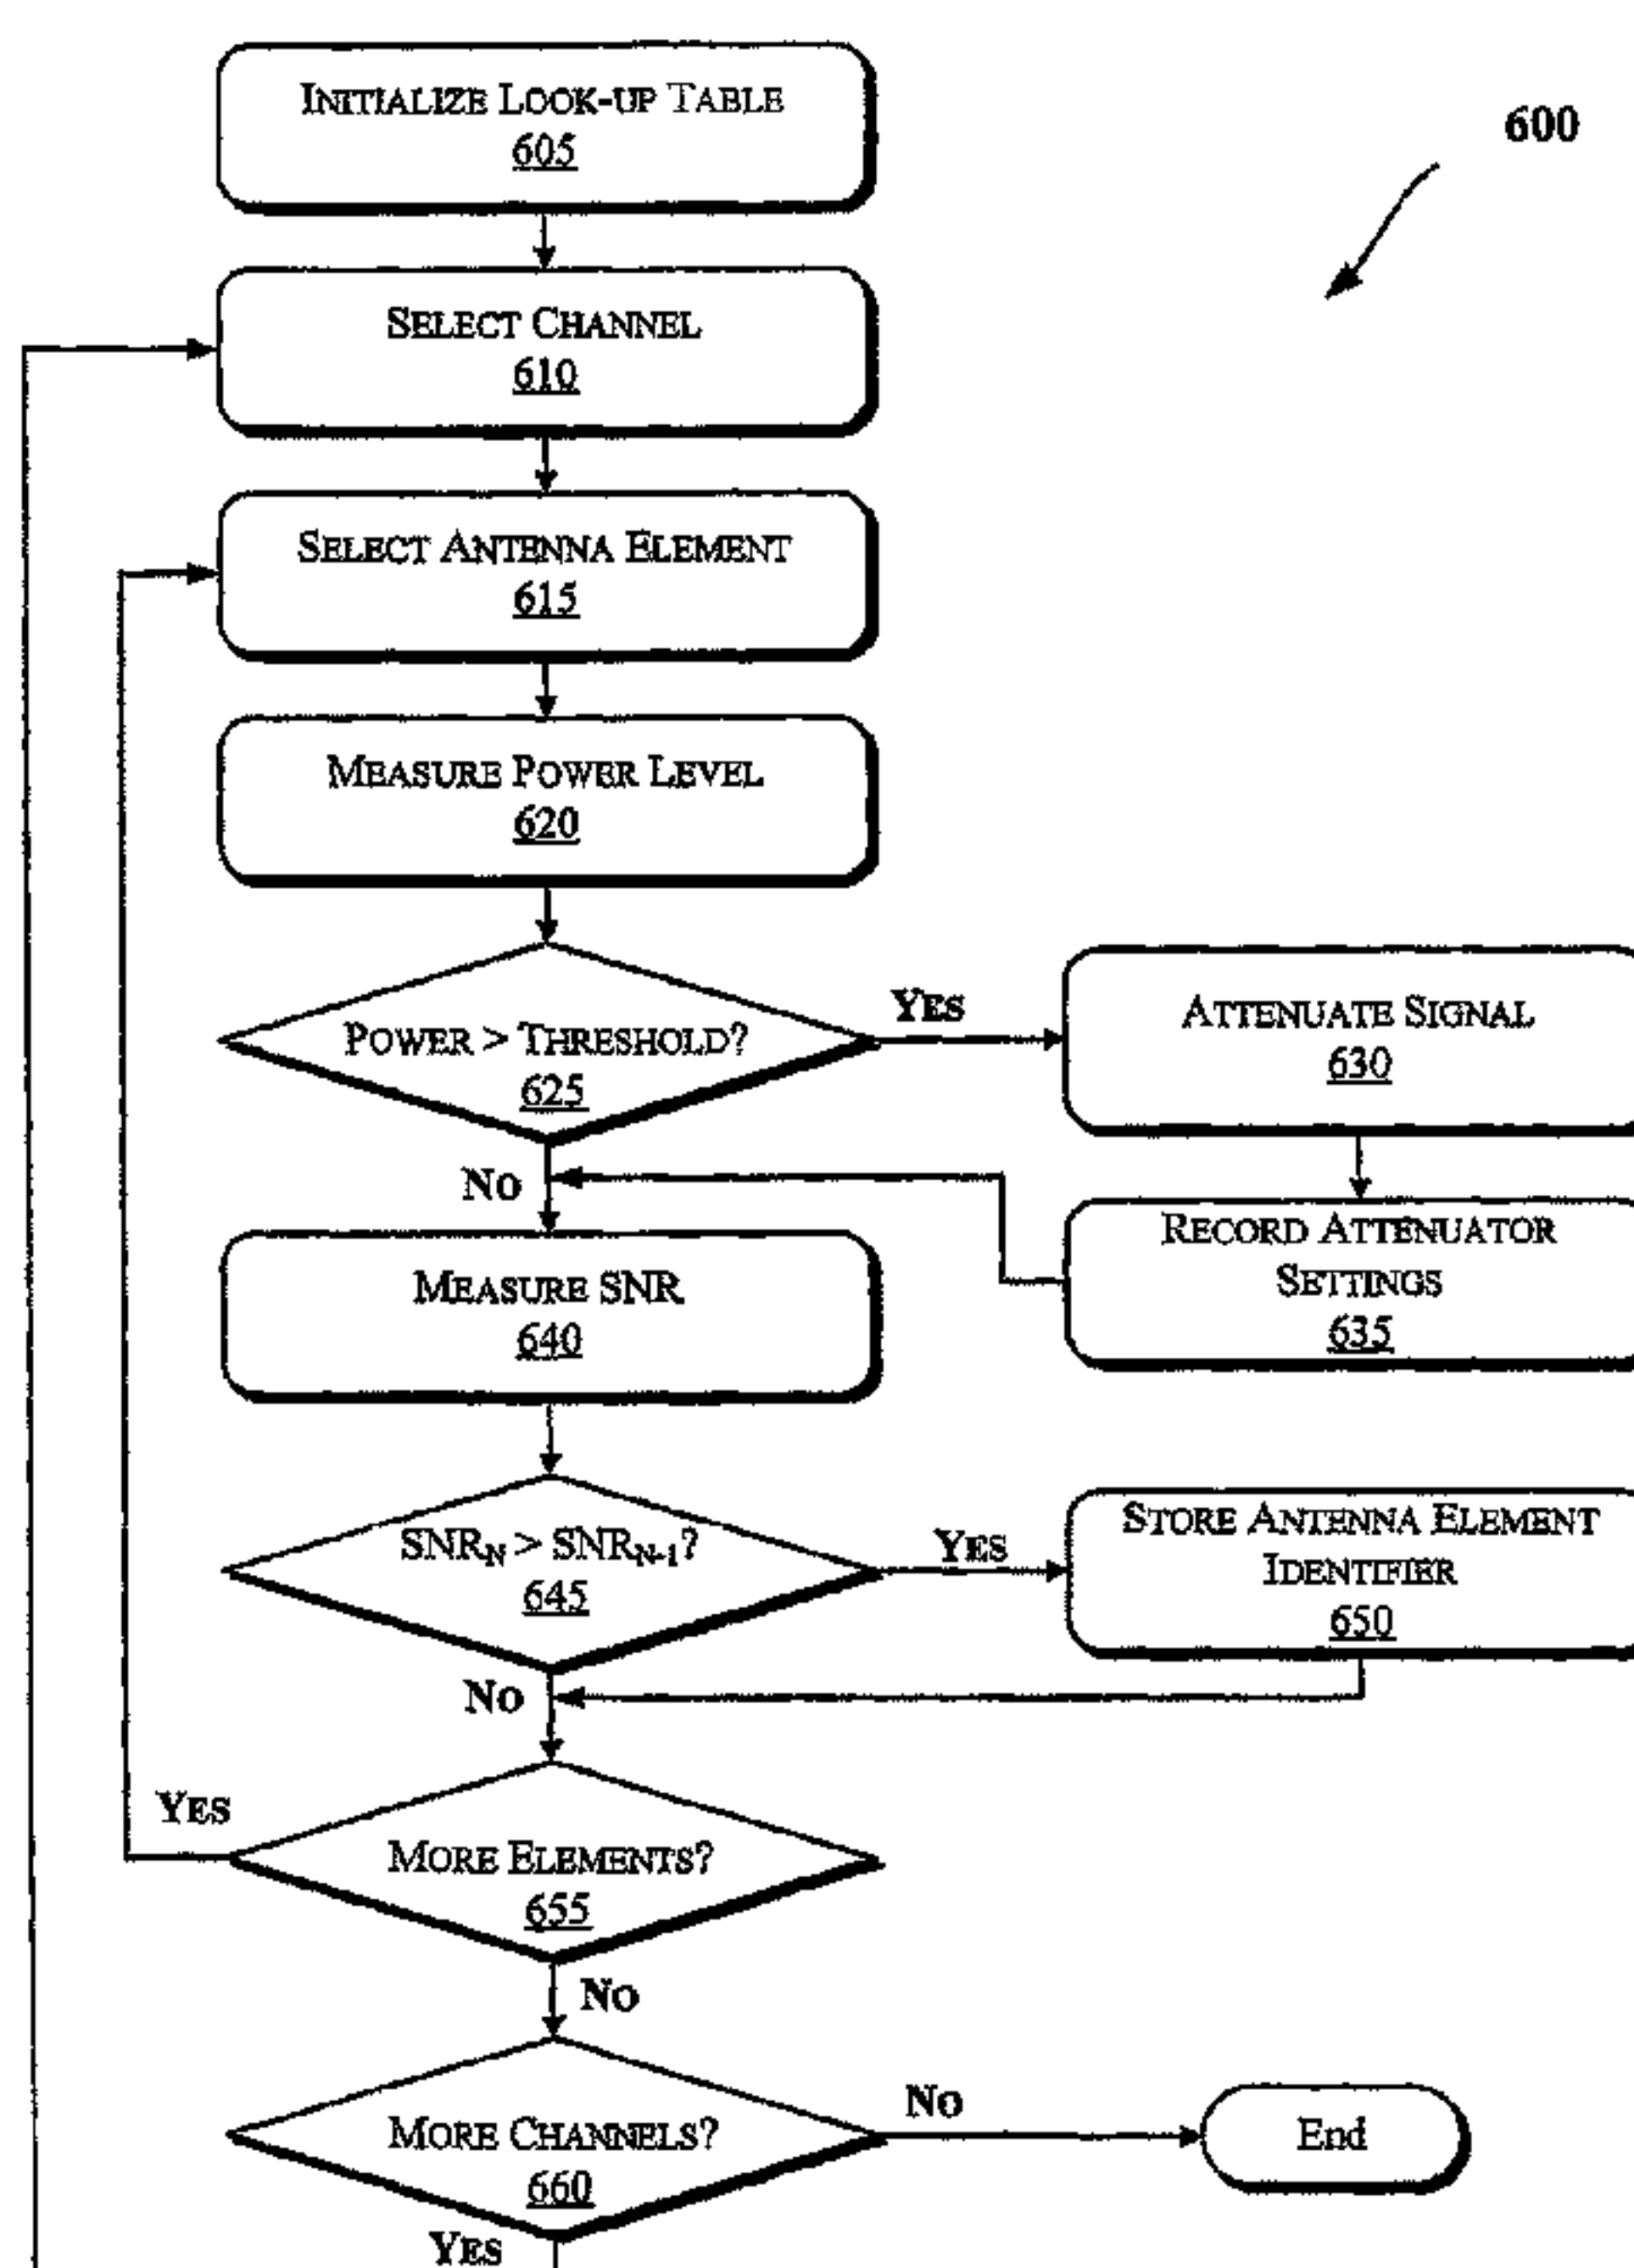 INITIALIZE LOOK-UP TABLE
605
600
SELECT CHANNEL
610
SELECT ANTENNA ELEMENT
615
MEASURE POWER LEVEL
620
POWER > THRESHOLD?
625
YES
ATTENUATE SIGNAL
630
NO
RECORD ATTENUATOR
SETTINGS
635
MEASURE SNR
640
SNRN > SNRN-1?
645
YES
STORE ANTENNA ELEMENT
IDENTIFIER
650
NO
YES
MORE ELEMENTS?
655
NO
MORE CHANNELS?
660
NO
End
YES